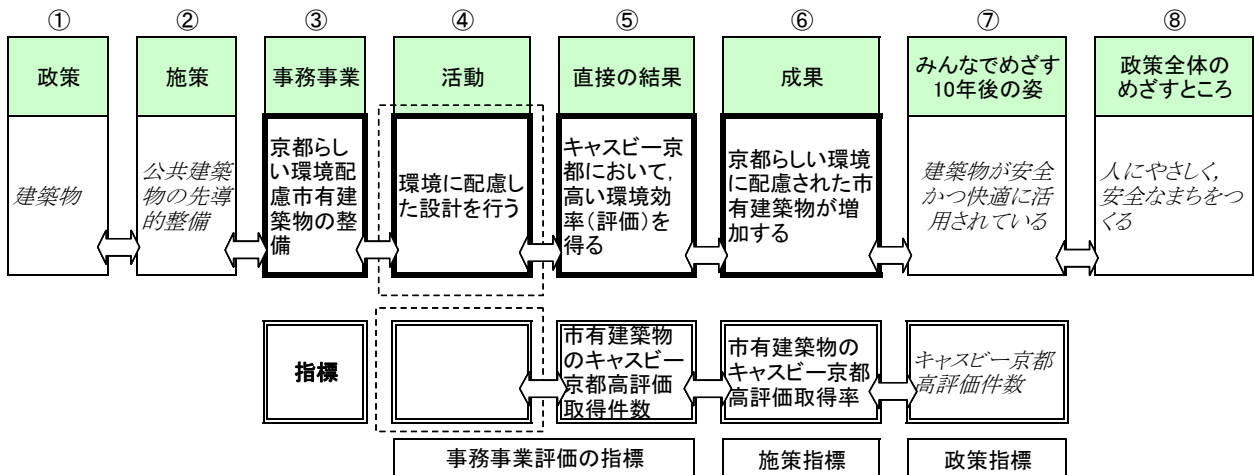 ① ② ③ ④ ⑤ ⑥ ⑦ ⑧
政策
施策
事務事業
活動
直接の結果
成果
みんなでめざす
10年後の姿
政策全体の
めざすところ
建築物
公共建築
物の先導
的整備
京都らし
い環境配
慮市有建
築物の整
備
環境に配慮し
た設計を行う
キャスビー京
都において,
高い環境効
率(評価)を
得る
京都らしい環境
に配慮された市
有建築物が増
加する
建築物が安全
かつ快適に活
用されている
人にやさしく,
安全なまちをつ
くる
指標
市有建築物
のキャスビー
京都高評価
取得件数
市有建築物の
キャスビー京都
高評価取得率
キャスビー京都
高評価件数
事務事業評価の指標
施策指標
政策指標